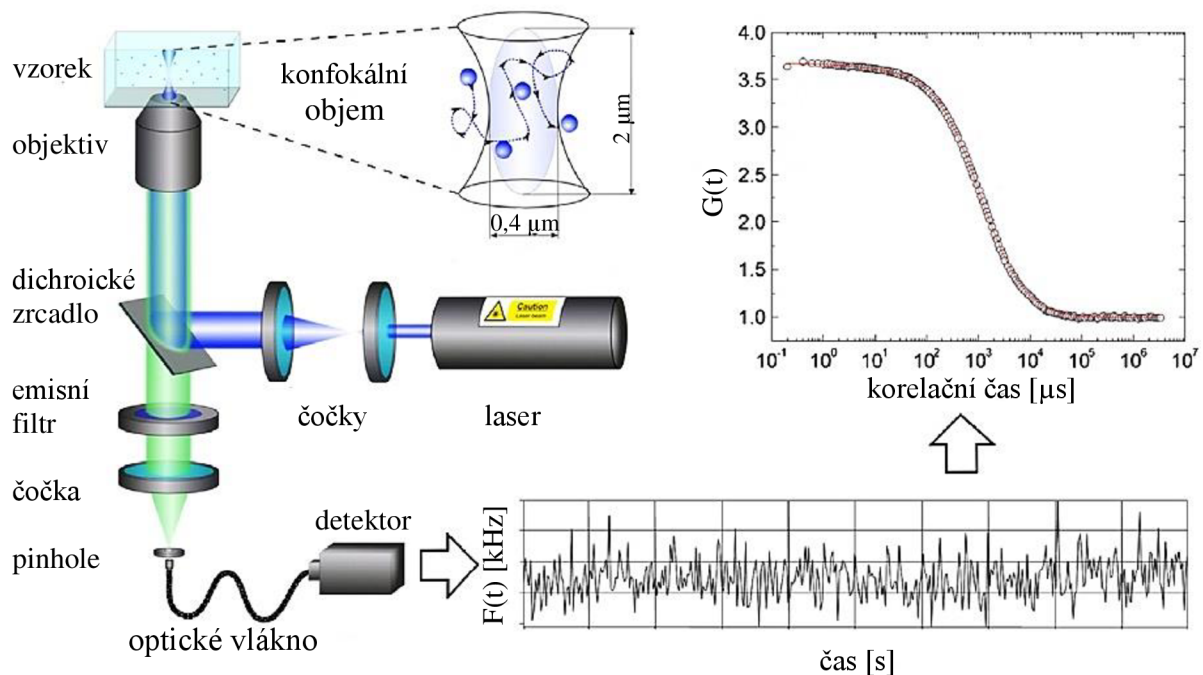 vzorek
konfokální
objem
objektiv
2 µm
0,4 µm
dichroické
zrcadlo
Caution
Laser beam
emisní
filtr
čočky
laser
čočka
detektor
pinhole
optické vlákno
G(t)
4.0
3.5
3.0
2.5
2.0
1.5
1.0
10⁻¹ 10⁰ 10¹ 10² 10³ 10⁴ 10⁵ 10⁶ 10⁷
korelační čas [µs]
F(t) [kHz]
čas [s]